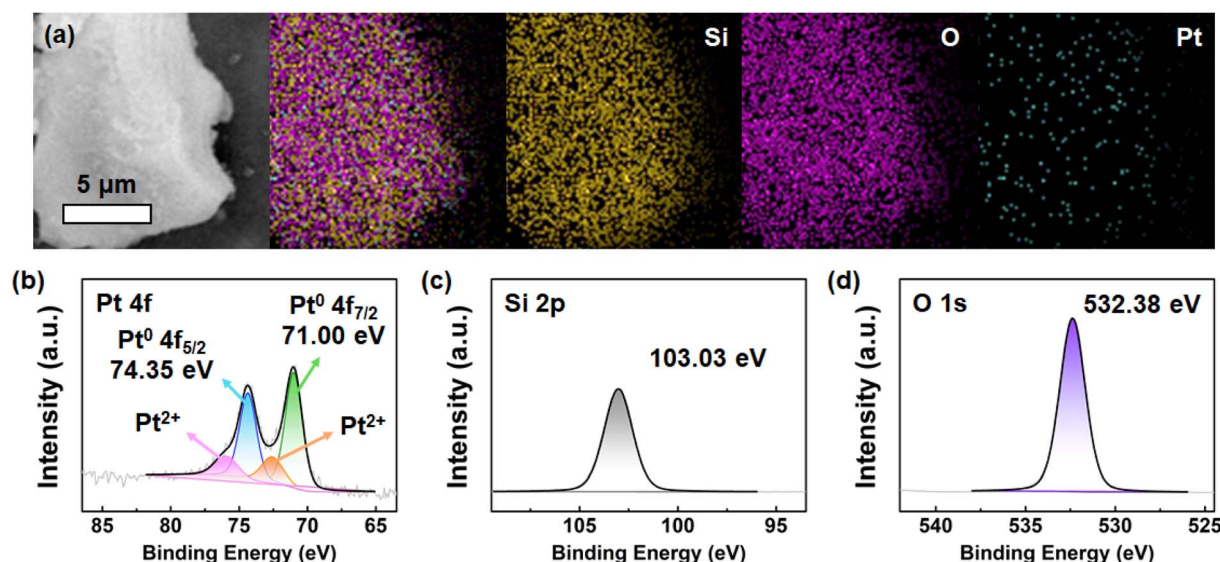 (a)
5 μm
Si
O
Pt
(b)
Pt 4f
Pt⁰ 4f₇/₂
71.00 eV
Pt⁰ 4f₅/₂
74.35 eV
Pt²⁺
Pt²⁺
Intensity (a.u.)
85 80 75 70 65
Binding Energy (eV)
(c)
Si 2p
103.03 eV
Intensity (a.u.)
105 100 95
Binding Energy (eV)
(d)
O 1s
532.38 eV
Intensity (a.u.)
540 535 530 525
Binding Energy (eV)